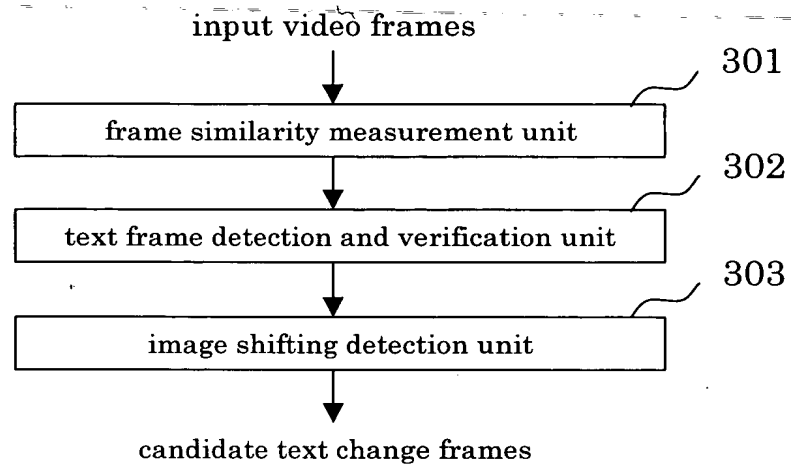 input video frames
301
frame similarity measurement unit
302
text frame detection and verification unit
303
image shifting detection unit
candidate text change frames